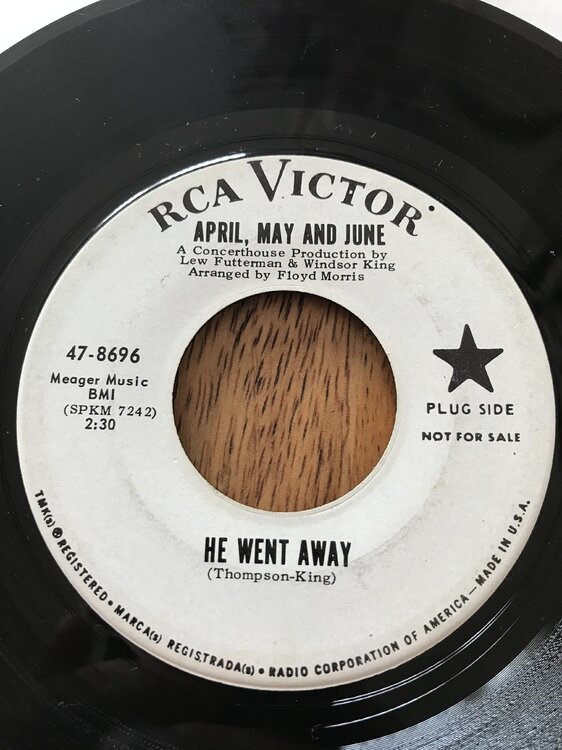 RCA VICTOR
APRIL, MAY AND JUNE
A Concerthouse Production by
Lew Futterman & Windsor King
Arranged by Floyd Morris
47-8696
Meager Music
BMI
(SPKM 7242)
2:30
★
PLUG SIDE
NOT FOR SALE
HE WENT AWAY
(Thompson-King)
TMK(s) ® REGISTERED • MARCA(s) REGISTRADA(s) • RADIO CORPORATION OF AMERICA — MADE IN U.S.A.